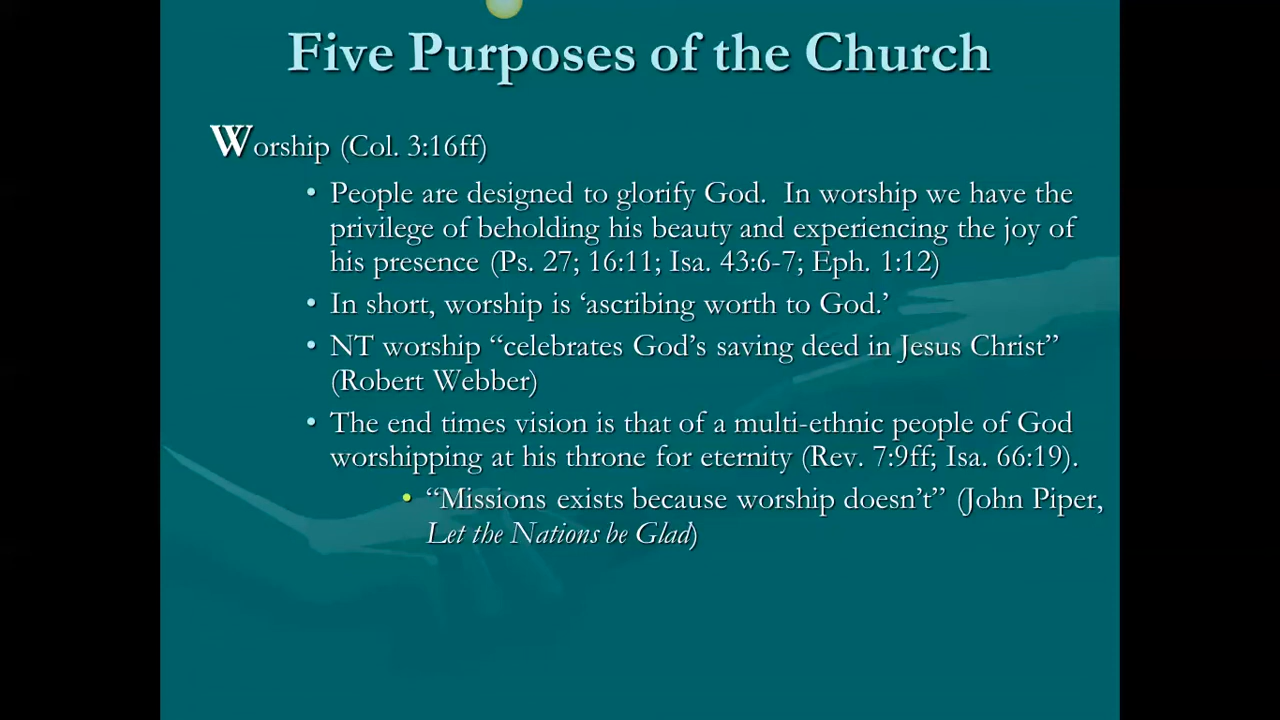 Five Purposes of the Church
Worship (Col. 3:16ff)
• People are designed to glorify God.  In worship we have the
privilege of beholding his beauty and experiencing the joy of
his presence (Ps. 27; 16:11; Isa. 43:6-7; Eph. 1:12)
• In short, worship is ‘ascribing worth to God.’
• NT worship “celebrates God’s saving deed in Jesus Christ”
(Robert Webber)
• The end times vision is that of a multi-ethnic people of God
worshipping at his throne for eternity (Rev. 7:9ff; Isa. 66:19).
• “Missions exists because worship doesn’t” (John Piper,
Let the Nations be Glad)